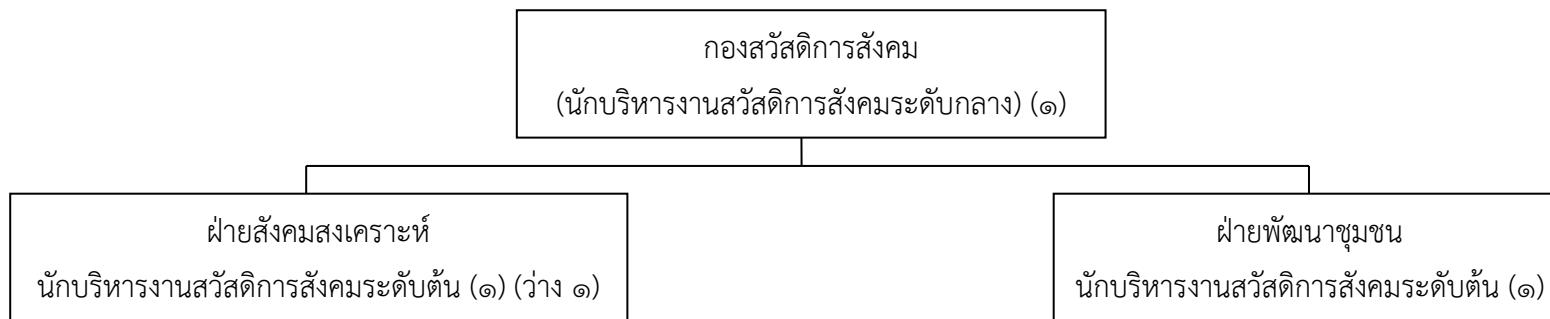 กองสวัสดิการสังคม
(นักบริหารงานสวัสดิการสังคมระดับกลาง) (๑)
ฝ่ายสังคมสงเคราะห์
นักบริหารงานสวัสดิการสังคมระดับต้น (๑) (ว่าง ๑)
ฝ่ายพัฒนาชุมชน
นักบริหารงานสวัสดิการสังคมระดับต้น (๑)